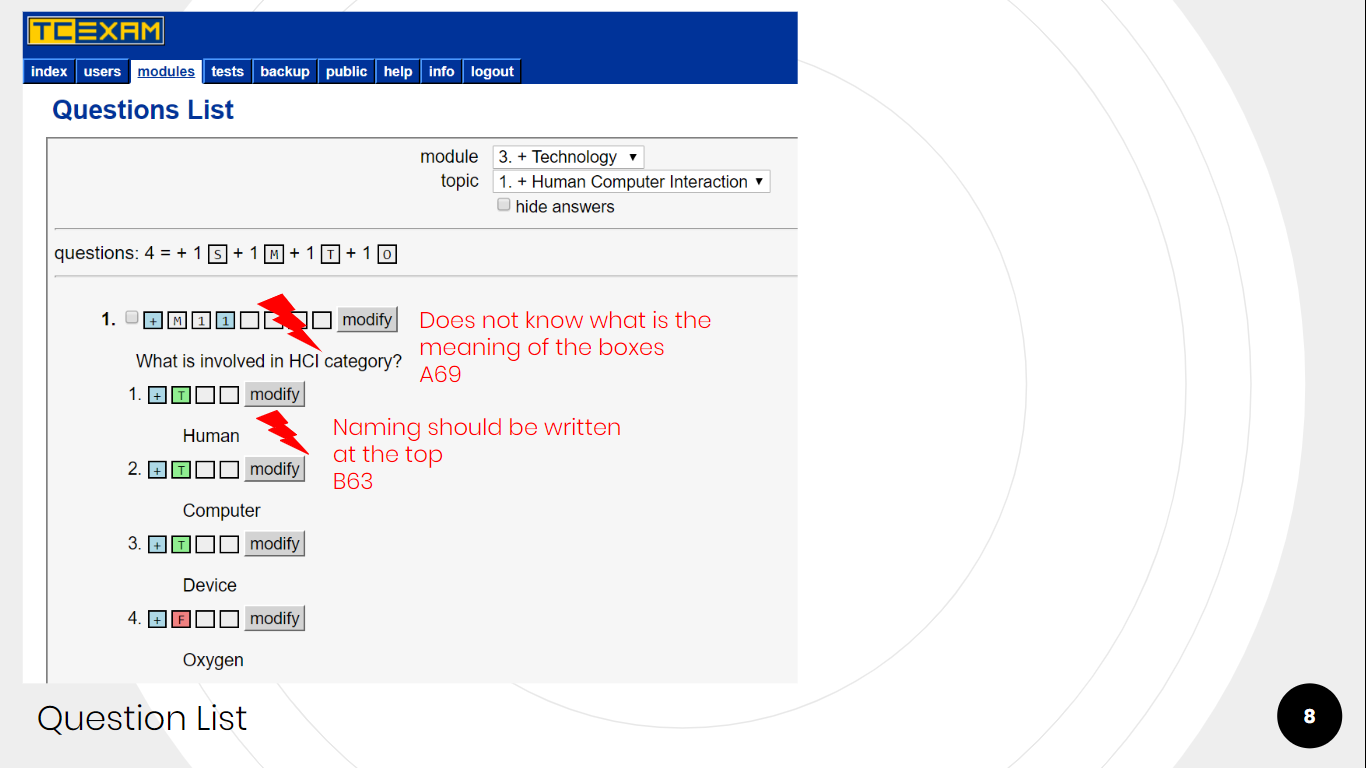 TCEXAM
index users modules tests backup public help info logout
Questions List
module 3. + Technology
topic 1. + Human Computer Interaction
hide answers
questions: 4 = + 1 S + 1 M + 1 T + 1 O
1. + M 1 1 modify
What is involved in HCI category?
Does not know what is the
meaning of the boxes
A69
1. + T modify
Human
Naming should be written
at the top
B63
2. + T modify
Computer
3. + T modify
Device
4. + F modify
Oxygen
Question List
8